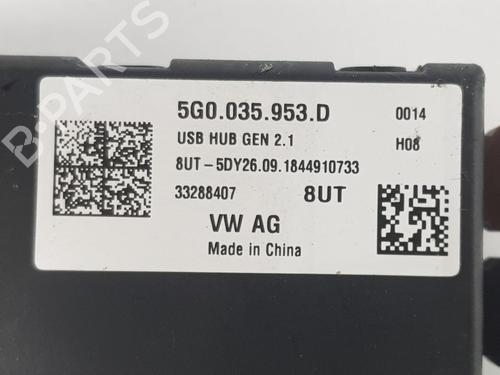 5G0.035.953.D 0014
USB HUB GEN 2.1 H08
8UT-5DY26.09.1844910733
33288407 8UT
VW AG
Made in China